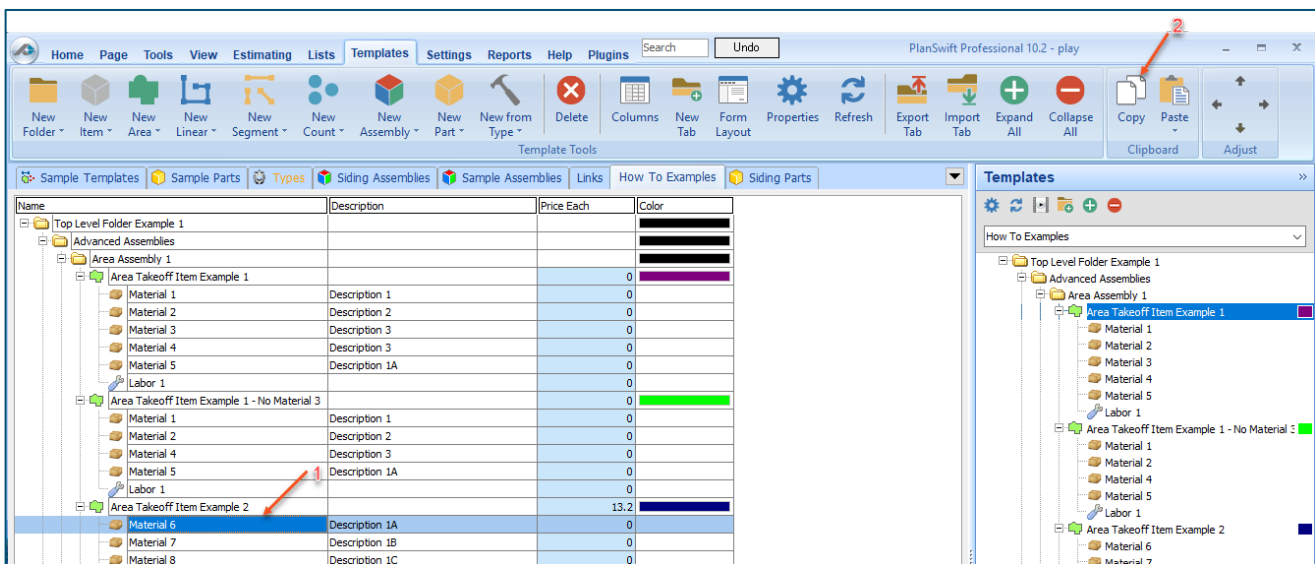 2
Home Page Tools View Estimating Lists Templates Settings Reports Help Plugins Search Undo PlanSwift Professional 10.2 - play
New Folder New Item New Area New Linear New Segment New Count New Assembly New Part New from Type Delete Columns New Tab Form Layout Properties Refresh Export Tab Import Tab Expand All Collapse All Copy Paste
Template Tools Clipboard Adjust
Sample Templates Sample Parts Types Siding Assemblies Sample Assemblies Links How To Examples Siding Parts
Name Description Price Each Color
Top Level Folder Example 1
Advanced Assemblies
Area Assembly 1
Area Takeoff Item Example 1 0
Material 1 Description 1 0
Material 2 Description 2 0
Material 3 Description 3 0
Material 4 Description 3 0
Material 5 Description 1A 0
Labor 1 0
Area Takeoff Item Example 1 - No Material 3 0
Material 1 Description 1 0
Material 2 Description 2 0
Material 4 Description 3 0
Material 5 Description 1A 0
1
Labor 1 0
Area Takeoff Item Example 2 13.2
Material 6 Description 1A 0
Material 7 Description 1B 0
Material 8 Description 1C 0
Templates
How To Examples
Top Level Folder Example 1
Advanced Assemblies
Area Assembly 1
Area Takeoff Item Example 1
Material 1
Material 2
Material 3
Material 4
Material 5
Labor 1
Area Takeoff Item Example 1 - No Material 3
Material 1
Material 2
Material 4
Material 5
Labor 1
Area Takeoff Item Example 2
Material 6
Material 7